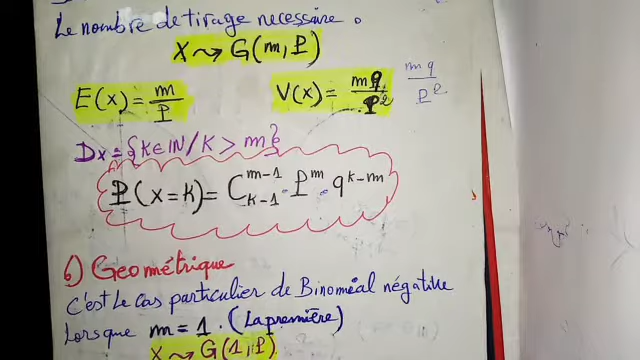 Le nombre de tirage necessaire.
X ⤳ G(m, P)
E(x) = m/P
V(x) = mq/P²
mq/P²
Dx = {K ∈ IN / K > m}
P(X=K) = C_{K-1}^{m-1} . P^m . q^{K-m}
6) Geométrique
C'est le cas particulier de Binoméal négative
Lorsque m = 1. (La première)
X ⤳ G(1, P)